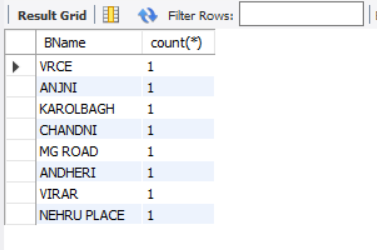 Result Grid Filter Rows:
BName count(*)
VRCE 1
ANJNI 1
KAROLBAGH 1
CHANDNI 1
MG ROAD 1
ANDHERI 1
VIRAR 1
NEHRU PLACE 1